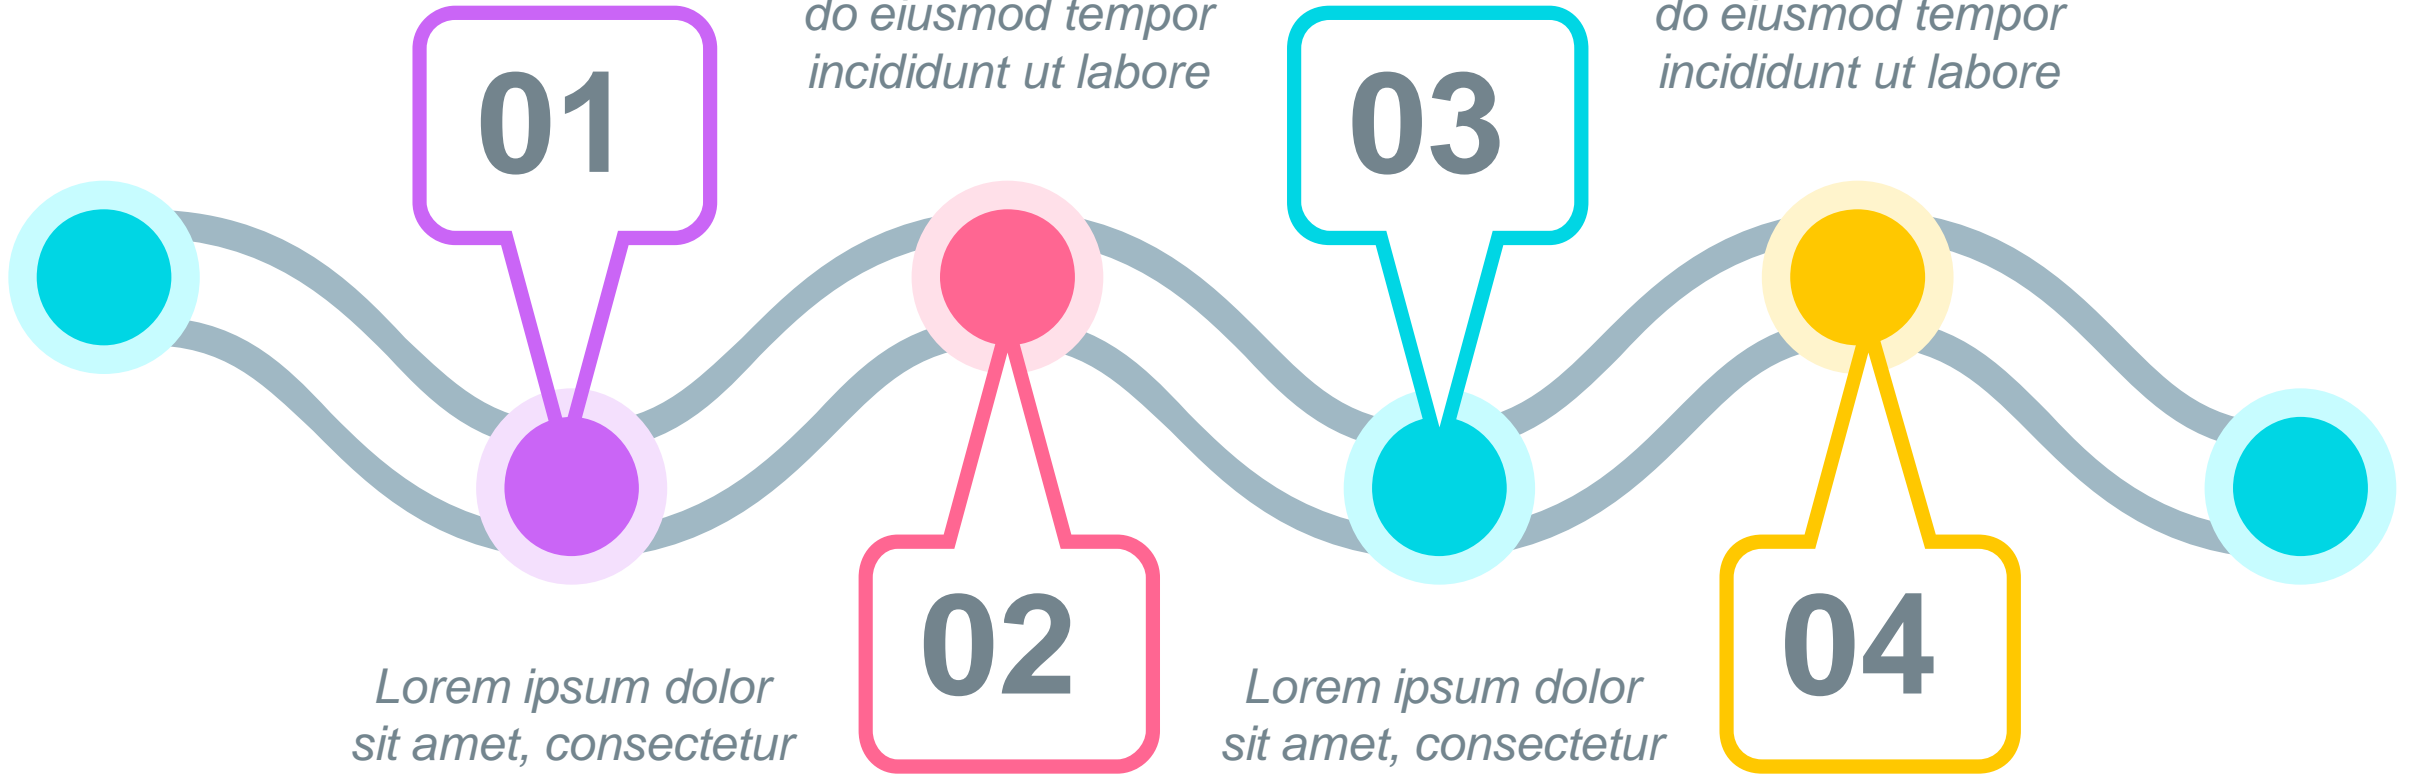 01
do eiusmod tempor
incididunt ut labore
03
do eiusmod tempor
incididunt ut labore
Lorem ipsum dolor
sit amet, consectetur
02
Lorem ipsum dolor
sit amet, consectetur
04